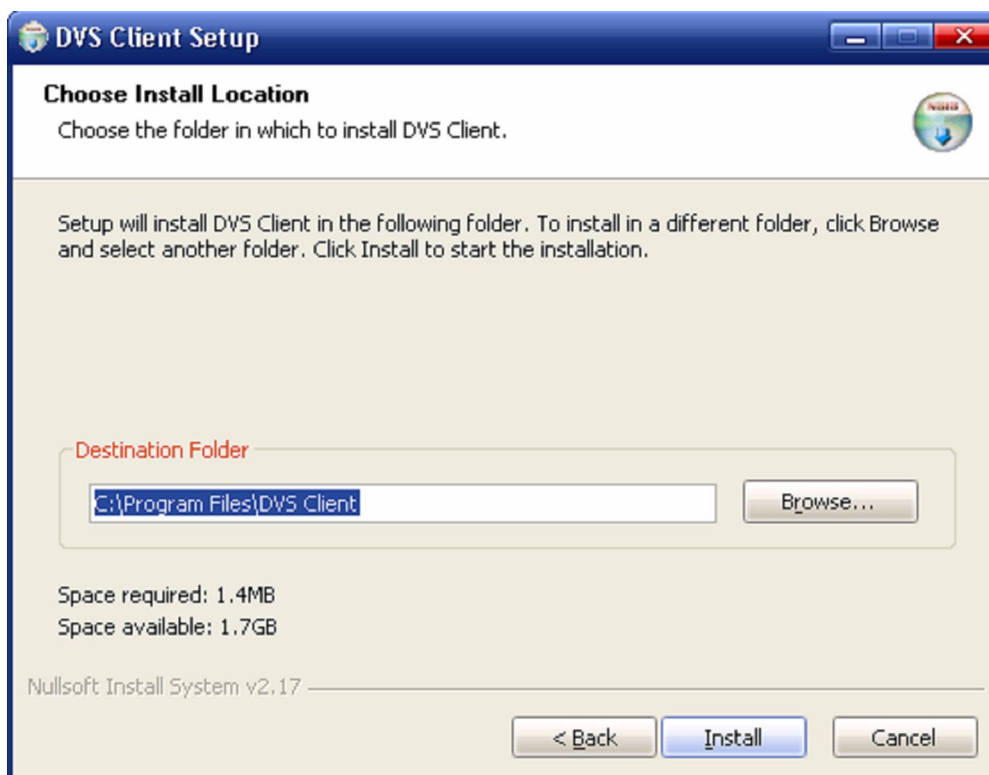 DVS Client Setup
Choose Install Location
Choose the folder in which to install DVS Client.
NSIS
Setup will install DVS Client in the following folder. To install in a different folder, click Browse
and select another folder. Click Install to start the installation.
Destination Folder
C:\Program Files\DVS Client
Browse...
Space required: 1.4MB
Space available: 1.7GB
Nullsoft Install System v2.17
< Back
Install
Cancel